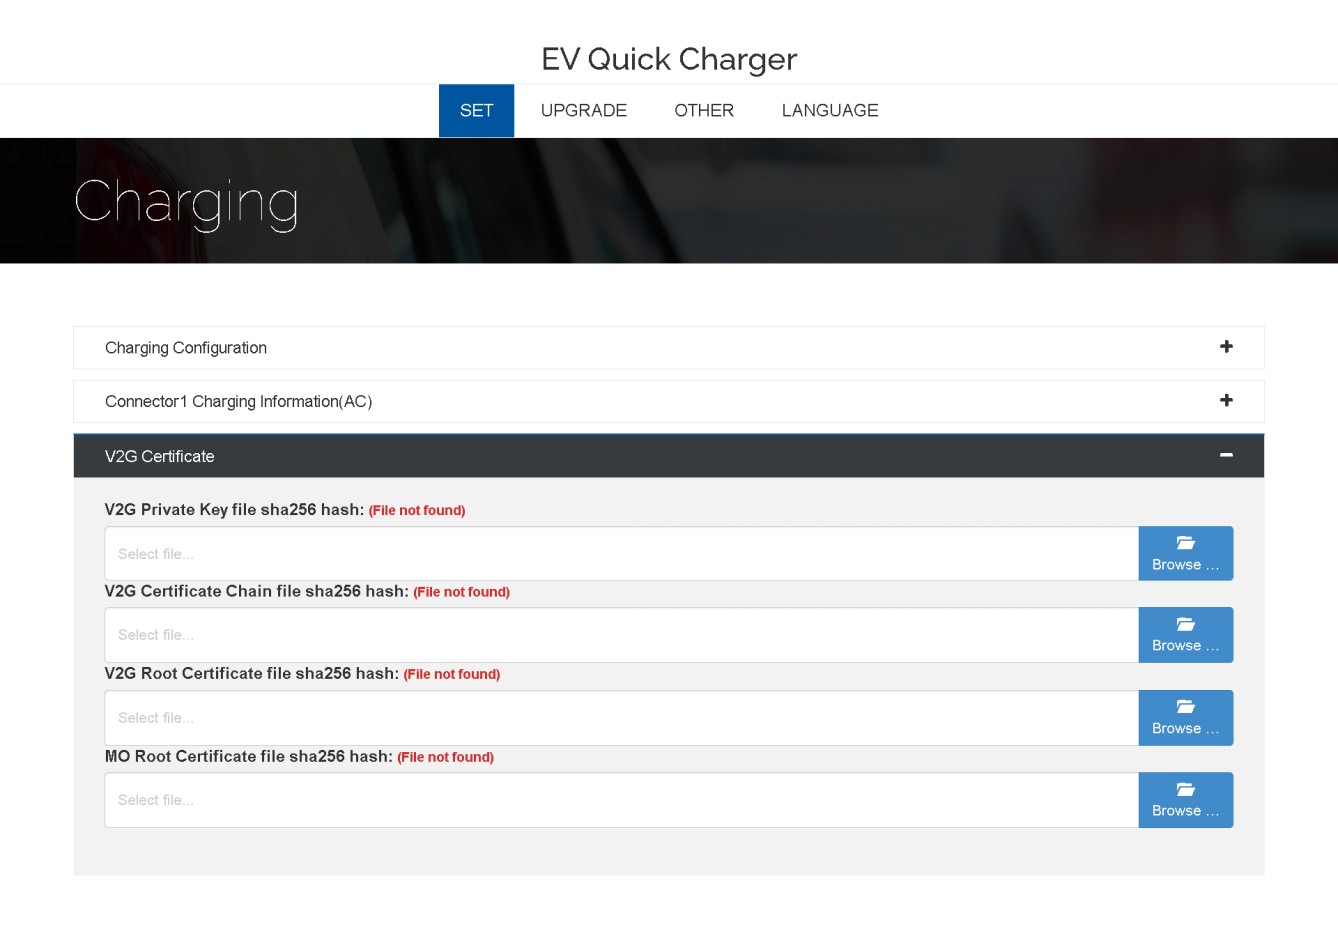 EV Quick Charger
SET UPGRADE OTHER LANGUAGE
Charging
Charging Configuration
Connector1 Charging Information(AC)
V2G Certificate
V2G Private Key file sha256 hash: (File not found)
Select file...
Browse ...
V2G Certificate Chain file sha256 hash: (File not found)
Select file...
Browse ...
V2G Root Certificate file sha256 hash: (File not found)
Select file...
Browse ...
MO Root Certificate file sha256 hash: (File not found)
Select file...
Browse ...